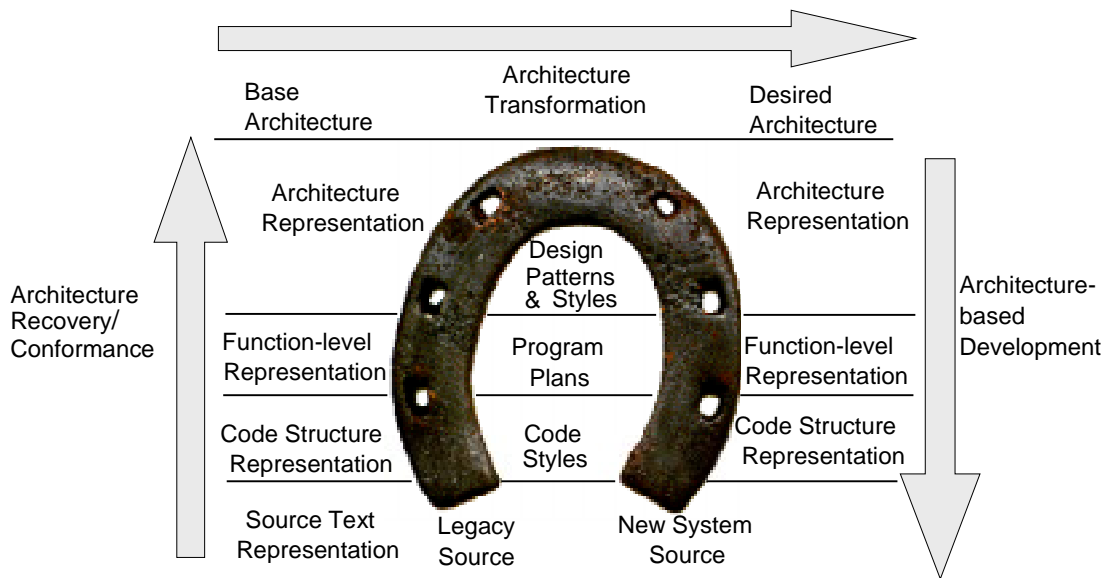 Architecture
Transformation
Base
Architecture
Desired
Architecture
Architecture
Representation
Architecture
Representation
Design
Patterns
& Styles
Architecture
Recovery/
Conformance
Architecture-
based
Development
Function-level
Representation
Program
Plans
Function-level
Representation
Code Structure
Representation
Code
Styles
Code Structure
Representation
Source Text
Representation
Legacy
Source
New System
Source